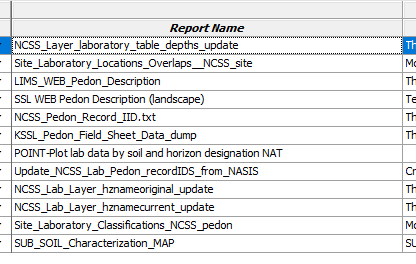 Report Name
NCSS_Layer_laboratory_table_depths_update Th
Site_Laboratory_Locations_Overlaps__NCSS_site Mo
LIMS_WEB_Pedon_Description Th
SSL WEB Pedon Description (landscape) Te
NCSS_Pedon_Record_IID.txt Th
KSSL_Pedon_Field_Sheet_Data_dump Th
POINT-Plot lab data by soil and horizon designation NAT
Update_NCSS_Lab_Pedon_recordIDS_from_NASIS Cr
NCSS_Lab_Layer_hznameoriginal_update Th
NCSS_Lab_Layer_hznamecurrent_update Th
Site_Laboratory_Classifications_NCSS_pedon Mo
SUB_SOIL_Characterization_MAP SU